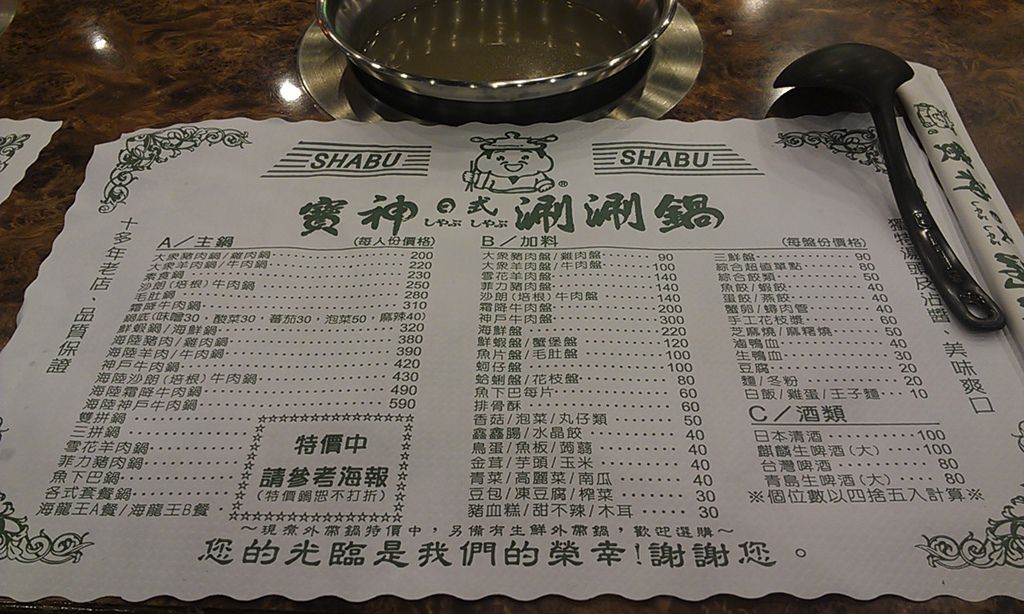 SHABU
SHABU
®
寶神日式涮涮鍋
しゃぶ しゃぶ
十多年老店、品質保證
A／主鍋 (每人份價格)
大眾豬肉鍋/雞肉鍋 200
大眾羊肉鍋/牛肉鍋 220
素食鍋 230
沙朗(培根)牛肉鍋 250
毛肚鍋 280
霜降牛肉鍋 310
鍋底(味噌30，酸菜30，蕃茄30，泡菜50，麻辣40)
鮮蝦鍋/海鮮鍋 320
海陸豬肉/雞肉鍋 380
海陸羊肉/牛肉鍋 390
神戶牛肉鍋 420
海陸沙朗(培根)牛肉鍋 430
海陸霜降牛肉鍋 490
海陸神戶牛肉鍋 590
雙拼鍋
三拼鍋
雪花羊肉鍋
菲力豬肉鍋
魚下巴鍋
各式套餐鍋
海龍王A餐/海龍王B餐
特價中
請參考海報
(特價鍋恕不打折)
B／加料 (每盤份價格)
大眾豬肉盤/雞肉盤 90
大眾羊肉盤/牛肉盤 100
雪花羊肉盤 140
菲力豬肉盤 140
沙朗(培根)牛肉盤 140
霜降牛肉盤 200
神戶牛肉盤 300
海鮮盤 220
鮮蝦盤/蟹堡盤 120
魚片盤/毛肚盤 100
蚵仔盤 100
蛤蜊盤/花枝盤 80
魚下巴每片 60
排骨酥 60
香菇/泡菜/丸仔類 50
鑫鑫腸/水晶餃 40
鳥蛋/魚板/蒟蒻 40
金茸/芋頭/玉米 40
青菜/高麗菜/南瓜 40
豆包/凍豆腐/榨菜 30
豬血糕/甜不辣/木耳 30
三鮮盤 90
綜合超值單點 80
綜合餃類 50
魚餃/蝦餃 40
蛋餃/燕餃 40
蟹卵/蝦肉管 40
手工花枝漿 60
芝麻燒/麻糬燒 50
滷鴨血 40
生鴨血 30
豆腐 20
麵/冬粉 20
白飯/雞蛋/王子麵 10
C／酒類
日本清酒 100
麒麟生啤酒(大) 100
台灣啤酒 80
青島生啤酒(大) 80
※個位數以四捨五入計算※
獨特湯頭及沾醬、美味爽口
～現煮外帶鍋特價中，另備有生鮮外帶鍋，歡迎選購～
您的光臨是我們的榮幸!謝謝您。